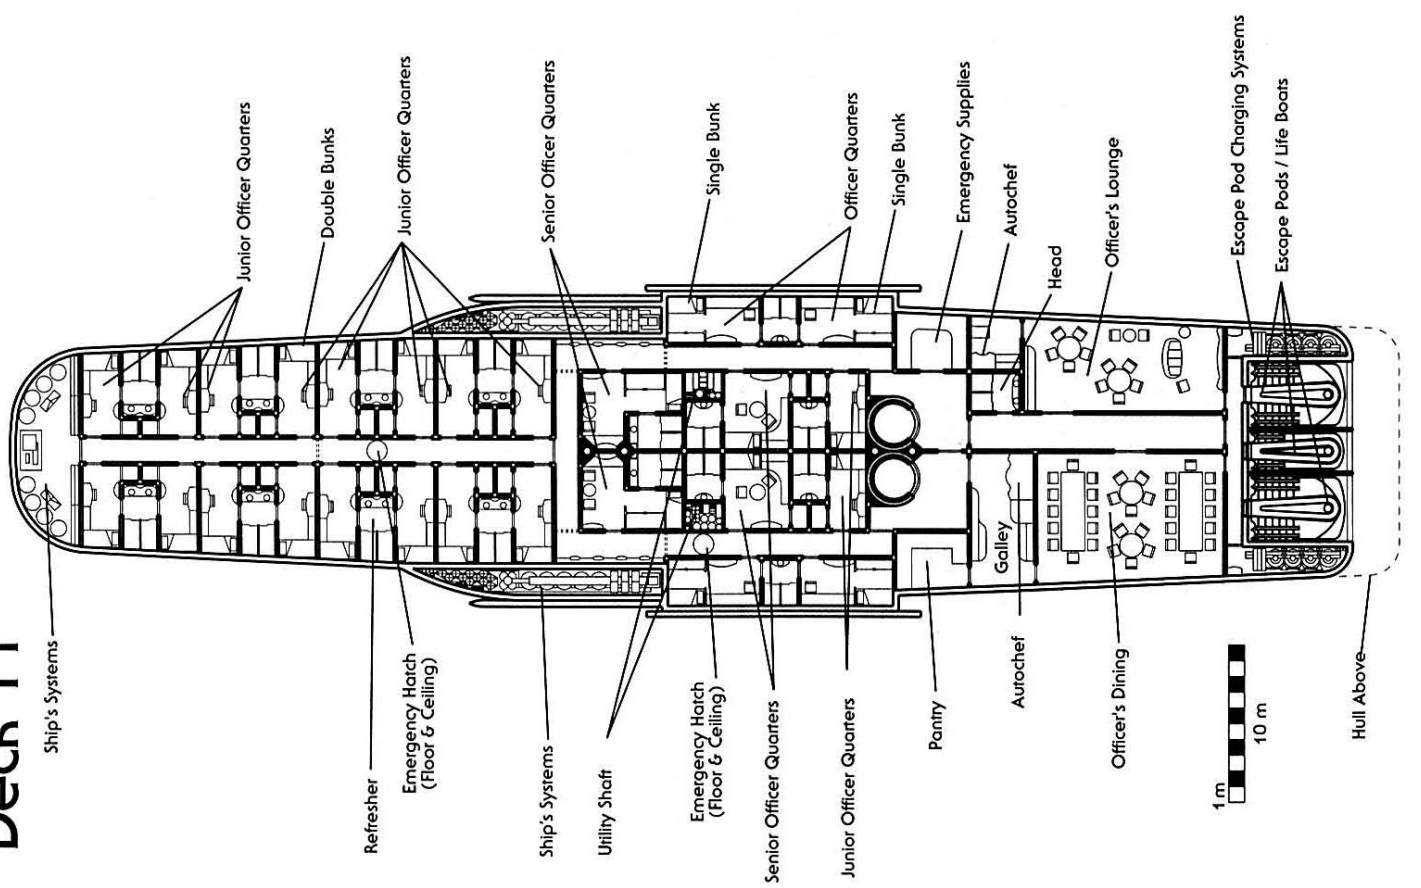 Deck
Ship's Systems
Junior Officer Quarters
Double Bunks
Junior Officer Quarters
Senior Officer Quarters
Single Bunk
Officer Quarters
Single Bunk
Emergency Supplies
Autochef
Head
Officer's Lounge
Escape Pod Charging Systems
Escape Pods / Life Boats
Refresher
Emergency Hatch
(Floor & Ceiling)
Ship's Systems
Utility Shaft
Emergency Hatch
(Floor & Ceiling)
Senior Officer Quarters
Junior Officer Quarters
Pantry
Galley
Autochef
Officer's Dining
1 m
10 m
Hull Above